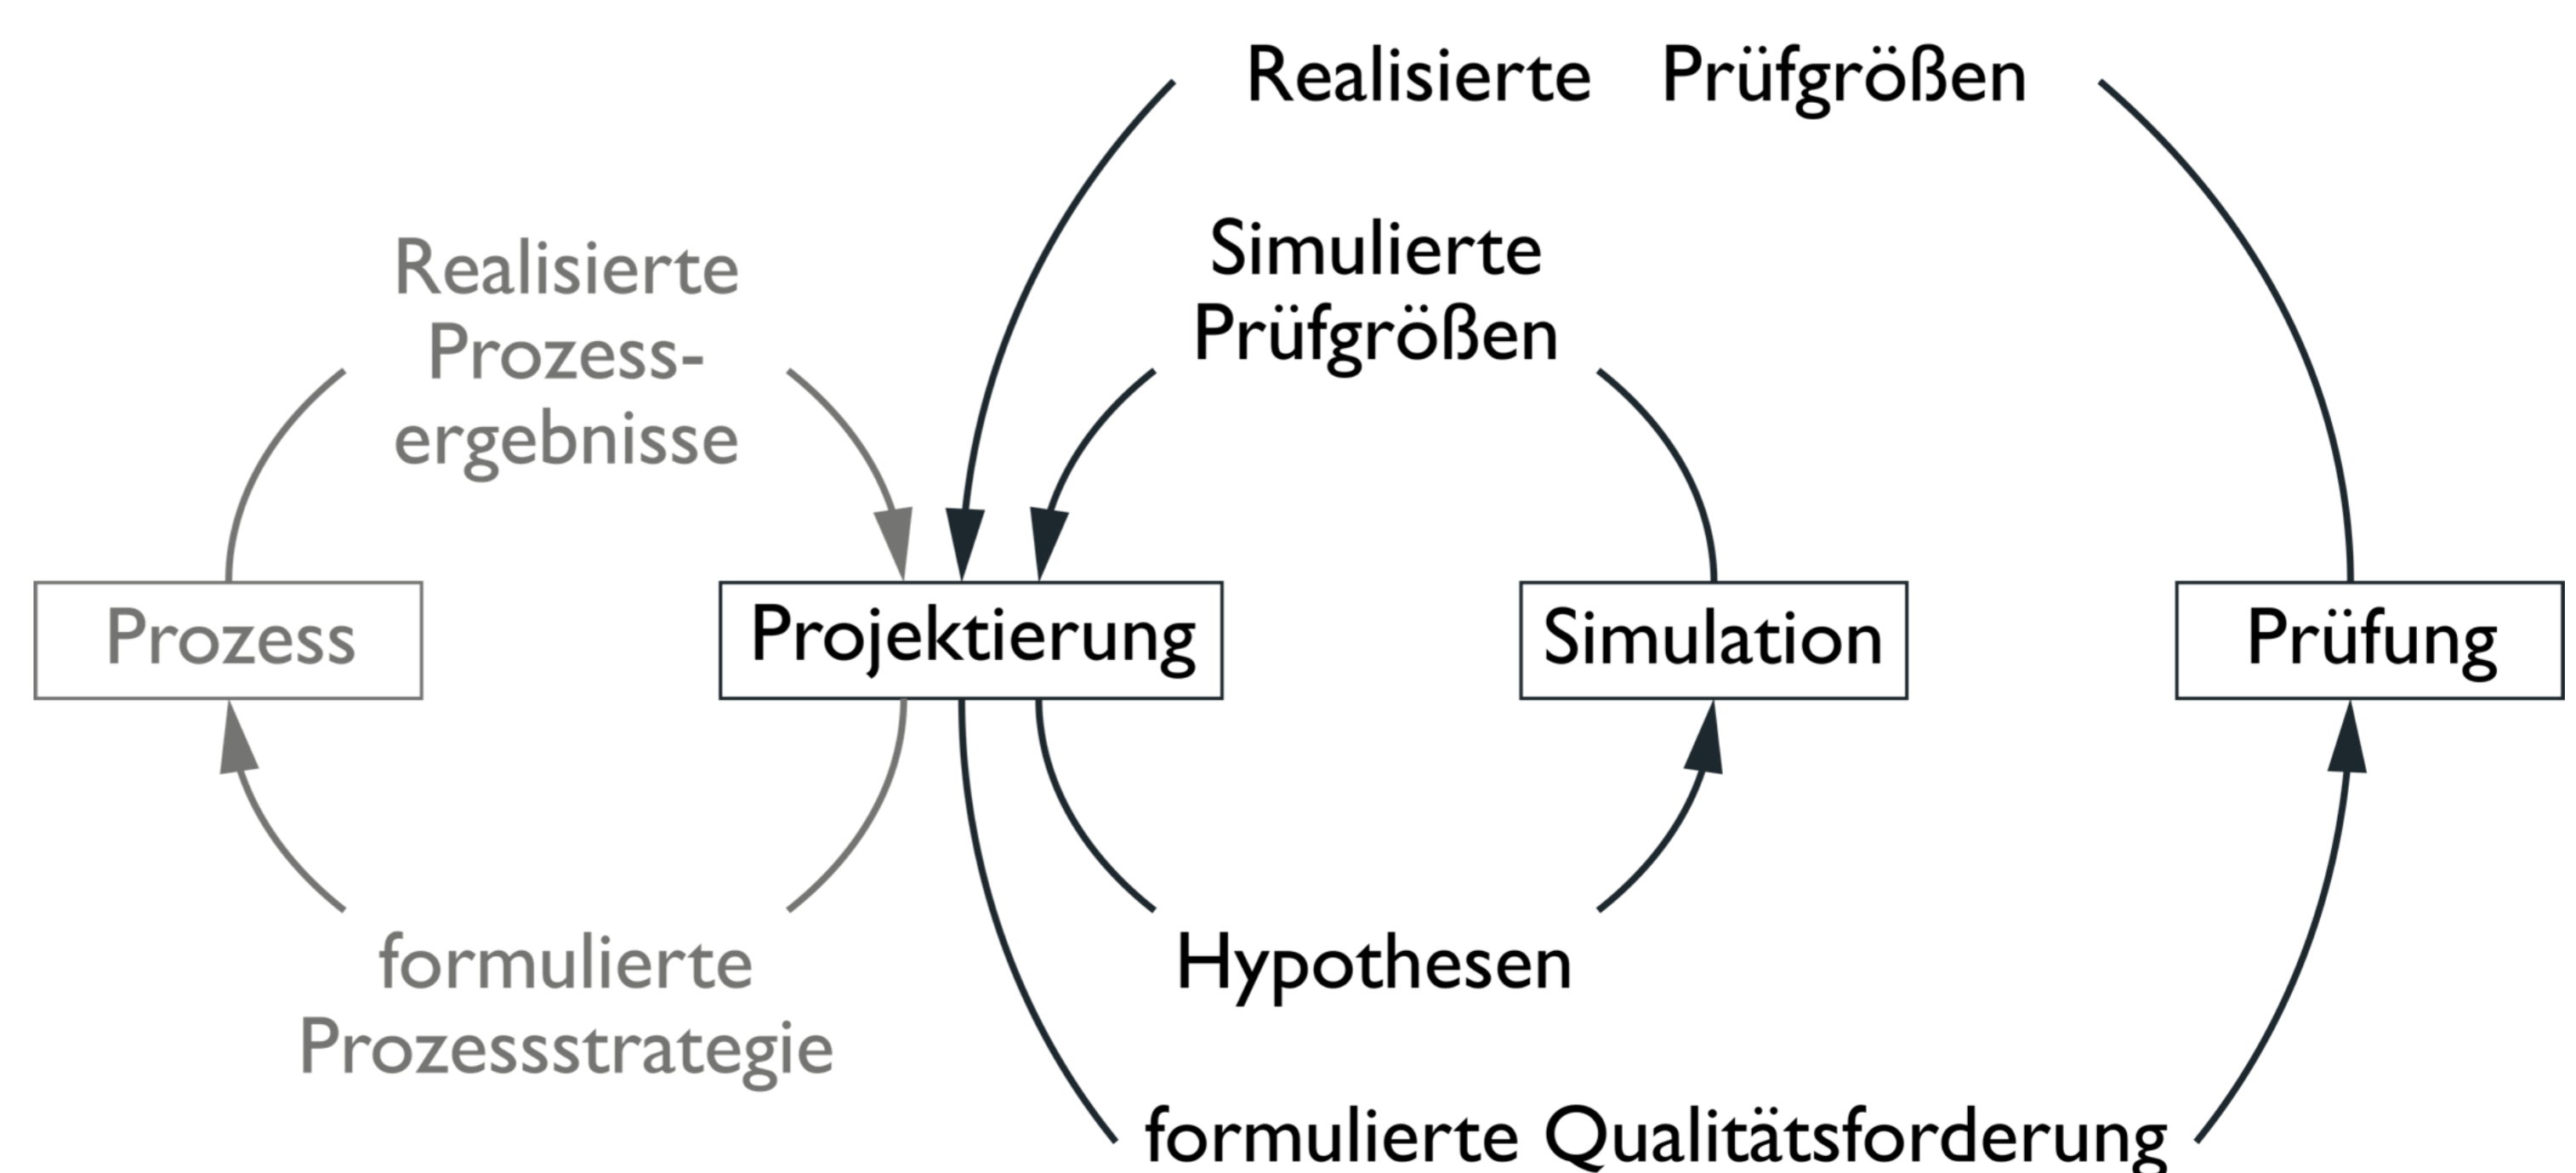 Realisierte Prüfgrößen
Simulierte
Prüfgrößen
Realisierte
Prozess-
ergebnisse
Prozess
Projektierung
Simulation
Prüfung
formulierte
Prozessstrategie
Hypothesen
formulierte Qualitätsforderung